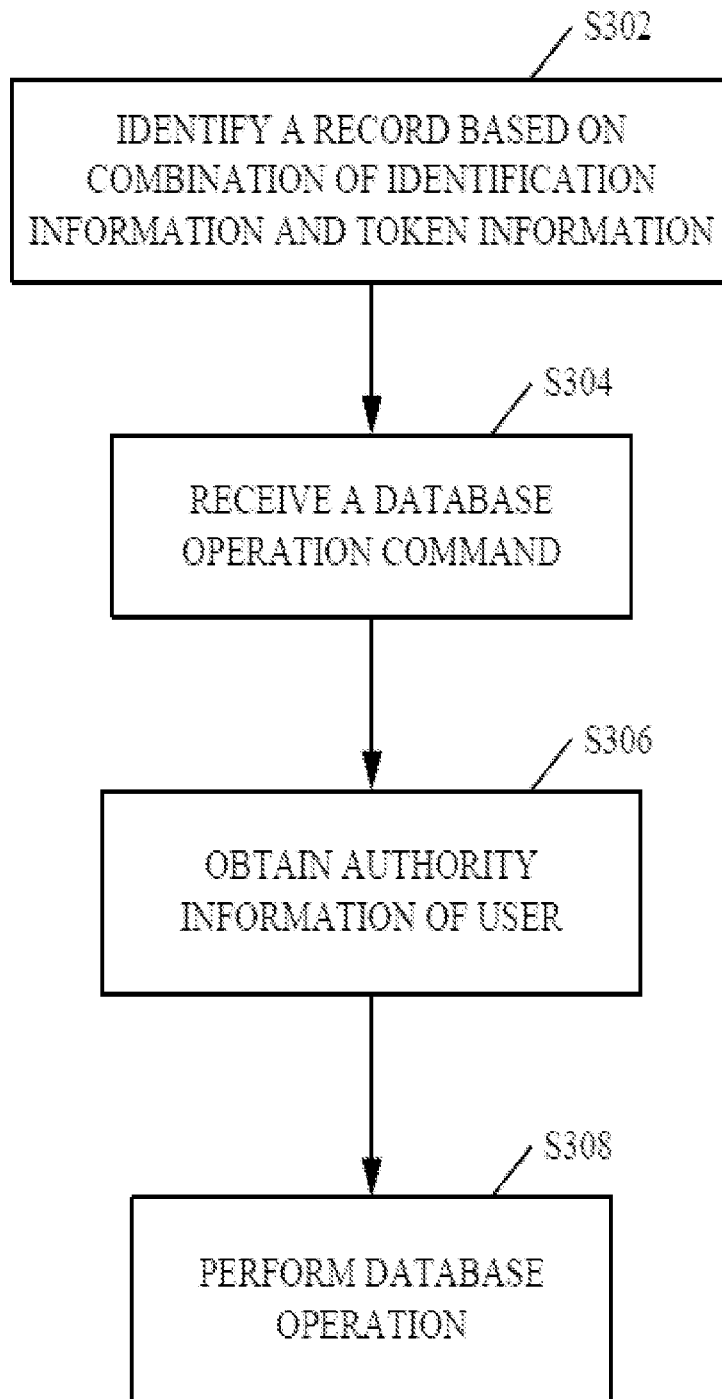 S302
IDENTIFY A RECORD BASED ON
COMBINATION OF IDENTIFICATION
INFORMATION AND TOKEN INFORMATION
S304
RECEIVE A DATABASE
OPERATION COMMAND
S306
OBTAIN AUTHORITY
INFORMATION OF USER
S308
PERFORM DATABASE
OPERATION